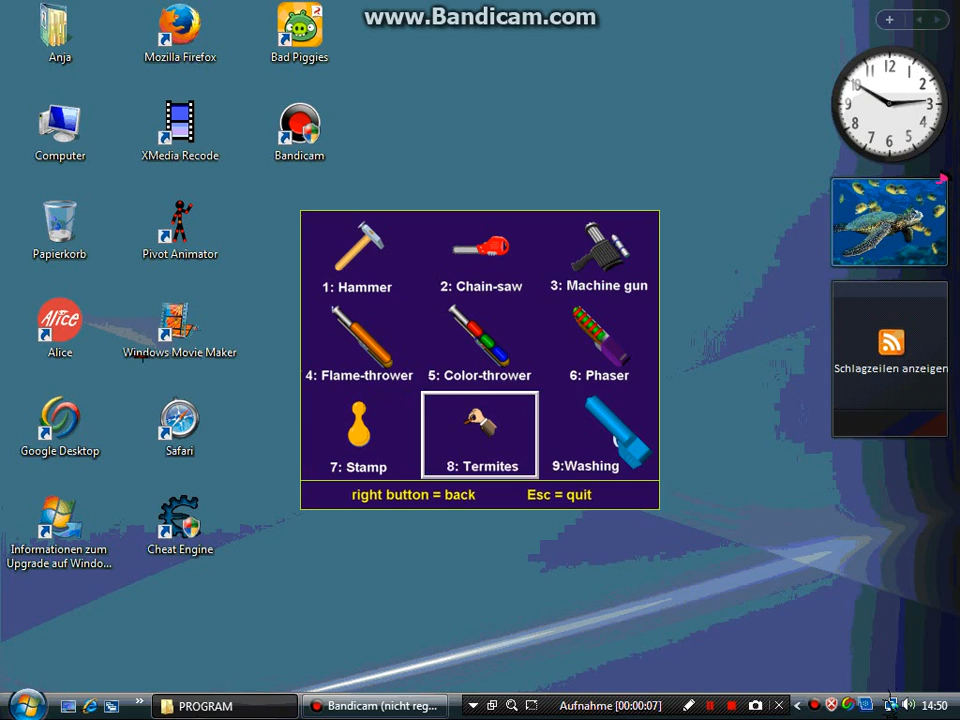 www.Bandicam.com
Anja
Mozilla Firefox
Bad Piggies
Computer
XMedia Recode
Bandicam
Papierkorb
Pivot Animator
Alice
Alice
Windows Movie Maker
Google Desktop
Safari
Informationen zum
Upgrade auf Windo...
Cheat Engine
1: Hammer
2: Chain-saw
3: Machine gun
4: Flame-thrower
5: Color-thrower
6: Phaser
7: Stamp
8: Termites
9:Washing
right button = back
Esc = quit
12
1
2
3
4
5
6
7
8
9
10
11
Schlagzeilen anzeigen
PROGRAM
Bandicam (nicht reg...
Aufnahme [00:00:07]
14:50